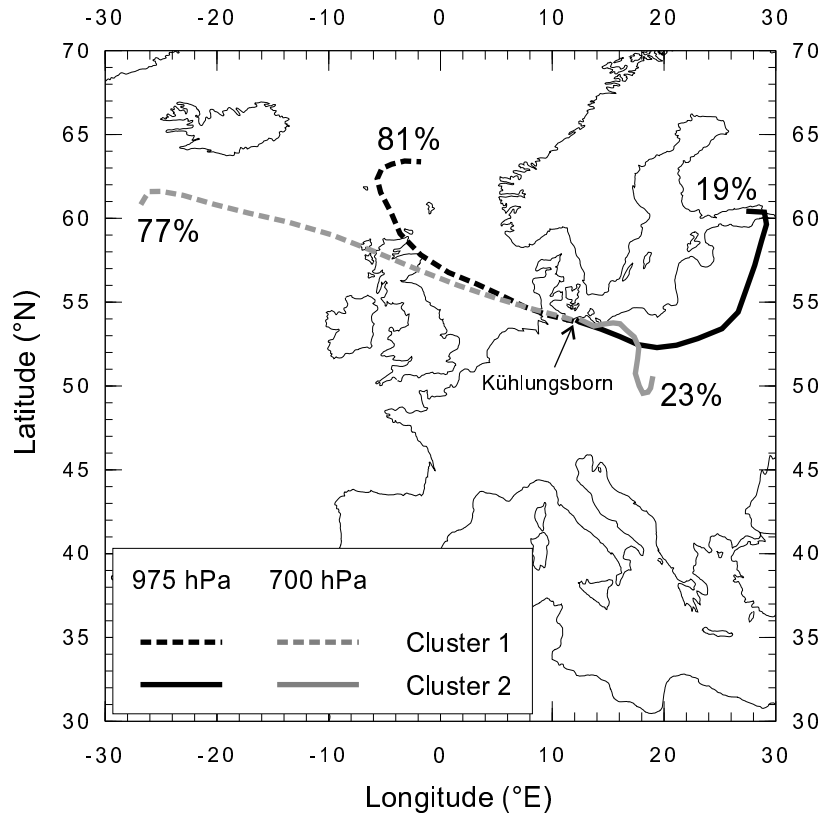 -30 -20 -10 0 10 20 30
70 70
81%
65 65
19%
60 60
77%
55 55
Kühlungsborn
50 50
23%
45 45
40 40
975 hPa 700 hPa
35 35
Cluster 1
Cluster 2
30 30
-30 -20 -10 0 10 20 30
Longitude (°E)
Latitude (°N)